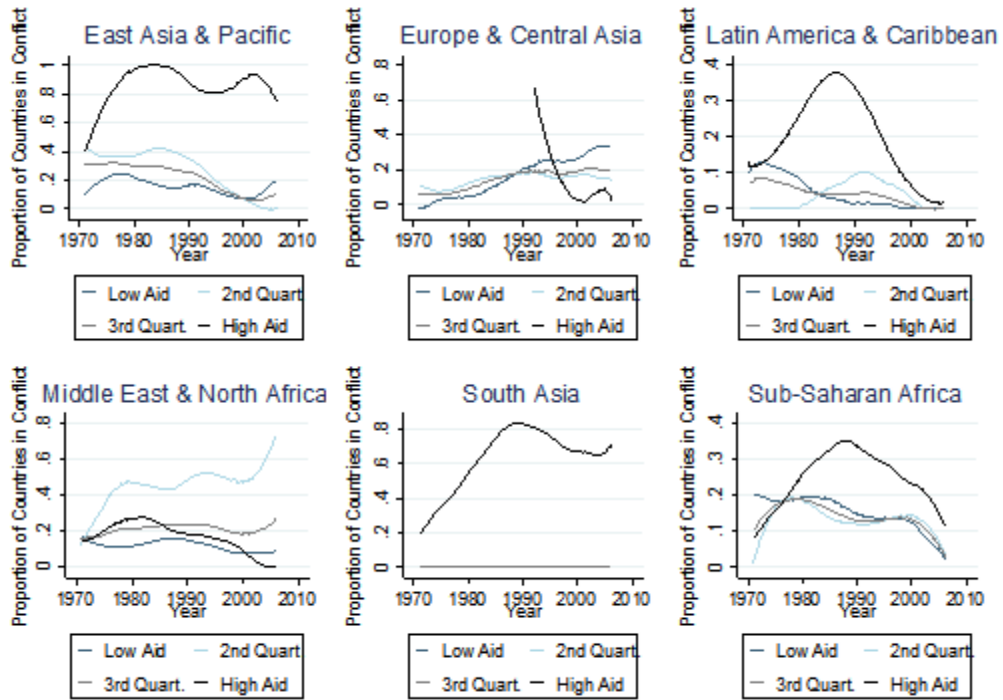 East Asia & Pacific
Proportion of Countries in Conflict
1
.8
.6
.4
.2
0
1970 1980 1990 2000 2010
Year
Low Aid 2nd Quart
3rd Quart. High Aid
Europe & Central Asia
Proportion of Countries in Conflict
.8
.6
.4
.2
0
1970 1980 1990 2000 2010
Year
Low Aid 2nd Quart.
3rd Quart. High Aid
Latin America & Caribbean
Proportion of Countries in Conflict
.4
.3
.2
.1
0
1970 1980 1990 2000 2010
Year
Low Aid 2nd Quart
3rd Quart. High Aid
Middle East & North Africa
Proportion of Countries in Conflict
.8
.6
.4
.2
0
1970 1980 1990 2000 2010
Year
Low Aid 2nd Quart
3rd Quart. High Aid
South Asia
Proportion of Countries in Conflict
.8
.6
.4
.2
0
1970 1980 1990 2000 2010
Year
Low Aid 2nd Quart.
3rd Quart. High Aid
Sub-Saharan Africa
Proportion of Countries in Conflict
.4
.3
.2
.1
0
1970 1980 1990 2000 2010
Year
Low Aid 2nd Quart.
3rd Quart. High Aid